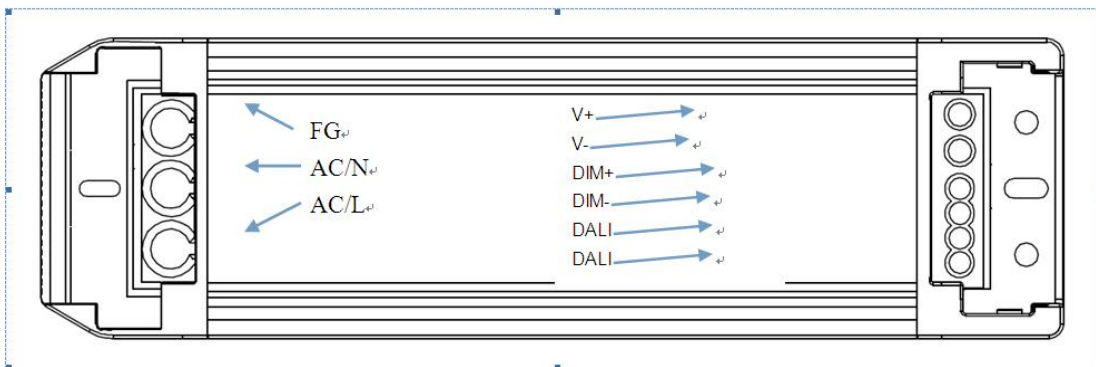 FG
AC/N
AC/L
V+
V-
DIM+
DIM-
DALI
DALI